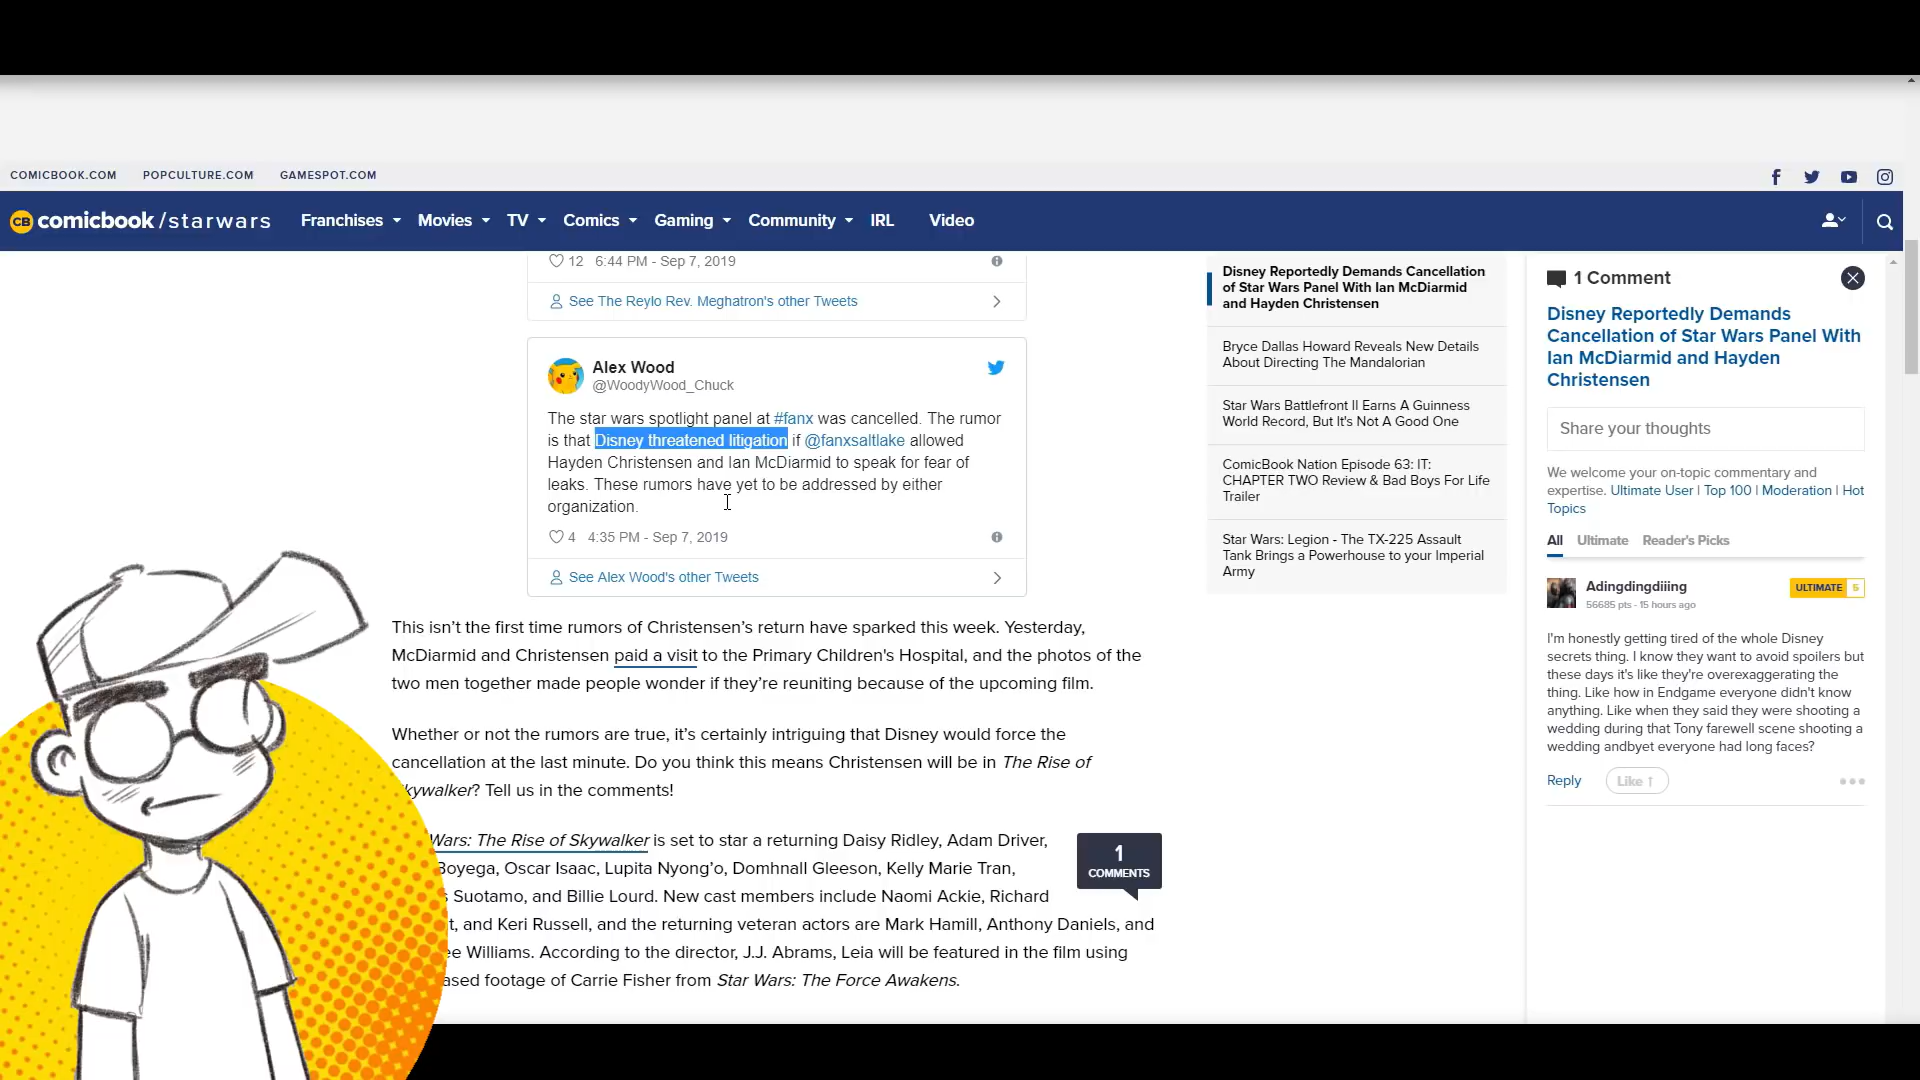 COMICBOOK.COM POPCULTURE.COM GAMESPOT.COM
CB comicbook/starwars Franchises Movies TV Comics Gaming Community IRL Video
12 6:44 PM - Sep 7, 2019
See The Reylo Rev. Meghatron's other Tweets
Alex Wood
@WoodyWood_Chuck
The star wars spotlight panel at #fanx was cancelled. The rumor
is that Disney threatened litigation if @fanxsaltlake allowed
Hayden Christensen and Ian McDiarmid to speak for fear of
leaks. These rumors have yet to be addressed by either
organization.
4 4:35 PM - Sep 7, 2019
See Alex Wood's other Tweets
This isn't the first time rumors of Christensen's return have sparked this week. Yesterday,
McDiarmid and Christensen paid a visit to the Primary Children's Hospital, and the photos of the
two men together made people wonder if they're reuniting because of the upcoming film.
Whether or not the rumors are true, it's certainly intriguing that Disney would force the
cancellation at the last minute. Do you think this means Christensen will be in The Rise of
kywalker? Tell us in the comments!
Wars: The Rise of Skywalker is set to star a returning Daisy Ridley, Adam Driver,
Boyega, Oscar Isaac, Lupita Nyong'o, Domhnall Gleeson, Kelly Marie Tran,
Suotamo, and Billie Lourd. New cast members include Naomi Ackie, Richard
t, and Keri Russell, and the returning veteran actors are Mark Hamill, Anthony Daniels, and
ee Williams. According to the director, J.J. Abrams, Leia will be featured in the film using
ased footage of Carrie Fisher from Star Wars: The Force Awakens.
1
COMMENTS
Disney Reportedly Demands Cancellation
of Star Wars Panel With Ian McDiarmid
and Hayden Christensen
Bryce Dallas Howard Reveals New Details
About Directing The Mandalorian
Star Wars Battlefront II Earns A Guinness
World Record, But It's Not A Good One
ComicBook Nation Episode 63: IT:
CHAPTER TWO Review & Bad Boys For Life
Trailer
Star Wars: Legion - The TX-225 Assault
Tank Brings a Powerhouse to your Imperial
Army
1 Comment
Disney Reportedly Demands
Cancellation of Star Wars Panel With
Ian McDiarmid and Hayden
Christensen
Share your thoughts
We welcome your on-topic commentary and
expertise. Ultimate User | Top 100 | Moderation | Hot
Topics
All Ultimate Reader's Picks
Adingdingdiiing ULTIMATE 5
56685 pts - 15 hours ago
I'm honestly getting tired of the whole Disney
secrets thing. I know they want to avoid spoilers but
these days it's like they're overexaggerating the
thing. Like how in Endgame everyone didn't know
anything. Like when they said they were shooting a
wedding during that Tony farewell scene shooting a
wedding andbyet everyone had long faces?
Reply Like ↑